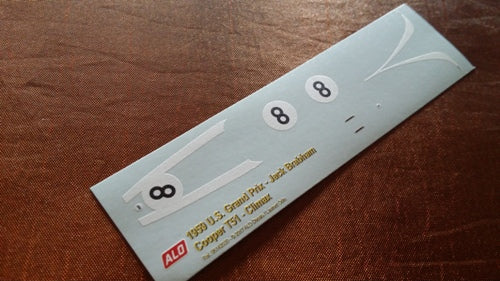 8
8
8
ALO
1959 U.S. Grand Prix - Jack Brabham
Cooper T51 - Climax